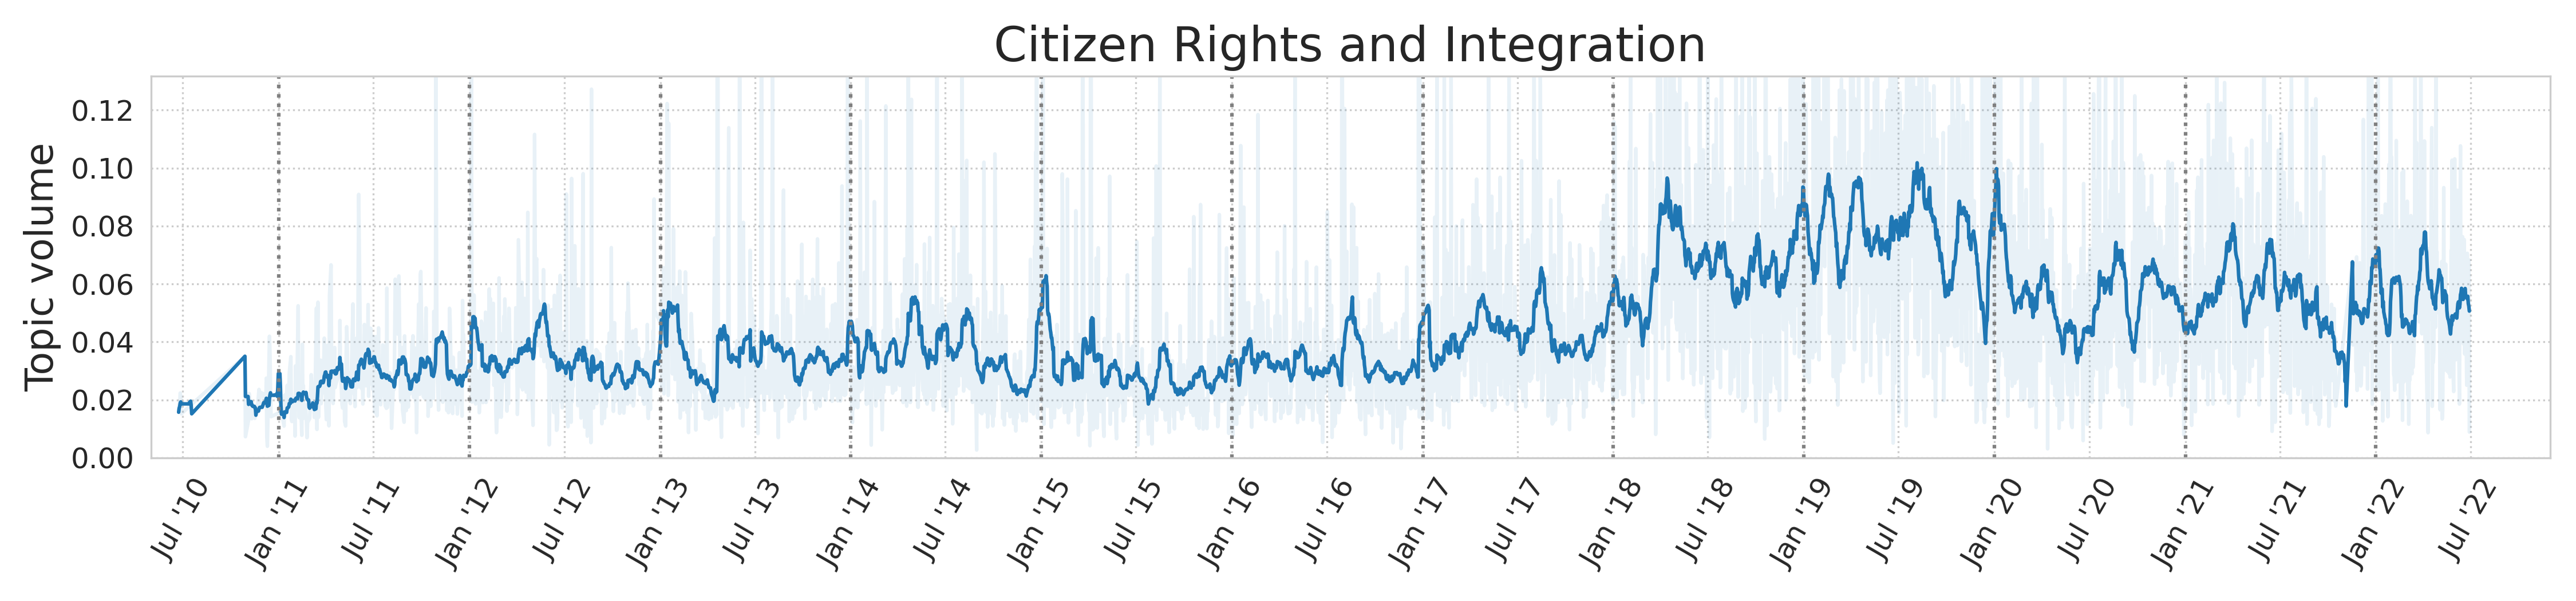 Citizen Rights and Integration
Topic volume
0.12
0.10
0.08
0.06
0.04
0.02
0.00
Jul '10
Jan '11
Jul '11
Jan '12
Jul '12
Jan '13
Jul '13
Jan '14
Jul '14
Jan '15
Jul '15
Jan '16
Jul '16
Jan '17
Jul '17
Jan '18
Jul '18
Jan '19
Jul '19
Jan '20
Jul '20
Jan '21
Jul '21
Jan '22
Jul '22